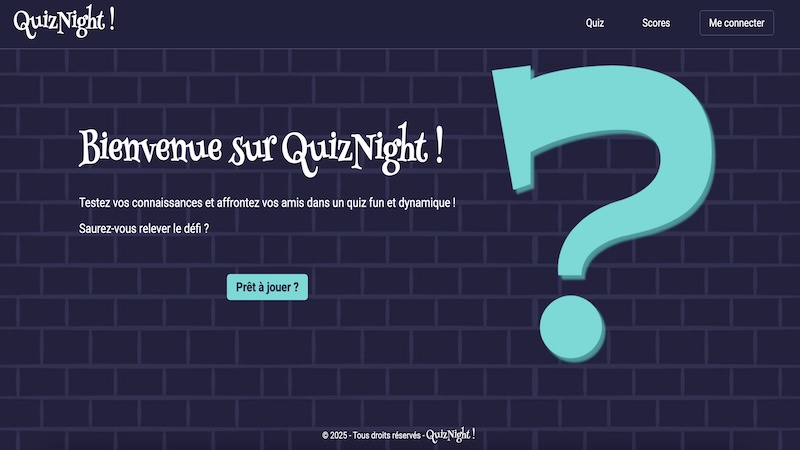 QuizNight !
Quiz
Scores
Me connecter
Bienvenue sur QuizNight !
Testez vos connaissances et affrontez vos amis dans un quiz fun et dynamique !
Saurez-vous relever le défi ?
Prêt à jouer ?
© 2025 - Tous droits réservés - QuizNight !